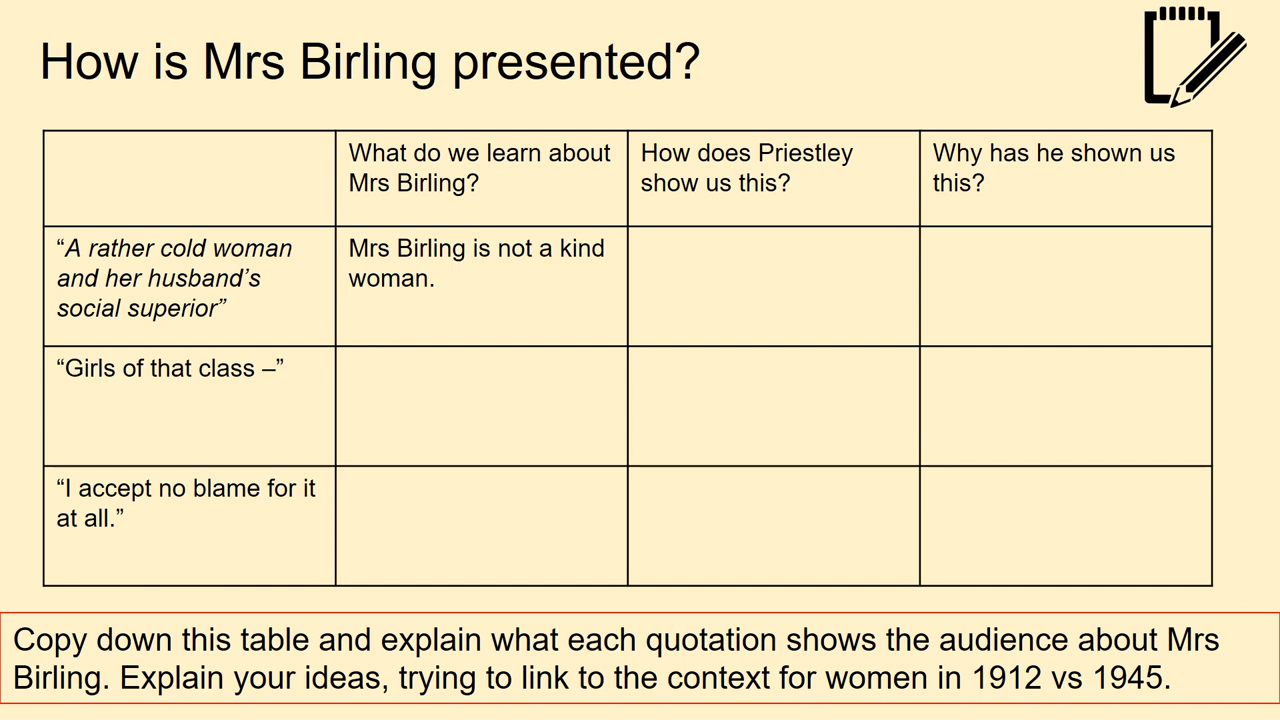 How is Mrs Birling presented?
What do we learn about
Mrs Birling?
How does Priestley
show us this?
Why has he shown us
this?
“A rather cold woman
and her husband’s
social superior”
Mrs Birling is not a kind
woman.
“Girls of that class –”
“I accept no blame for it
at all.”
Copy down this table and explain what each quotation shows the audience about Mrs
Birling. Explain your ideas, trying to link to the context for women in 1912 vs 1945.